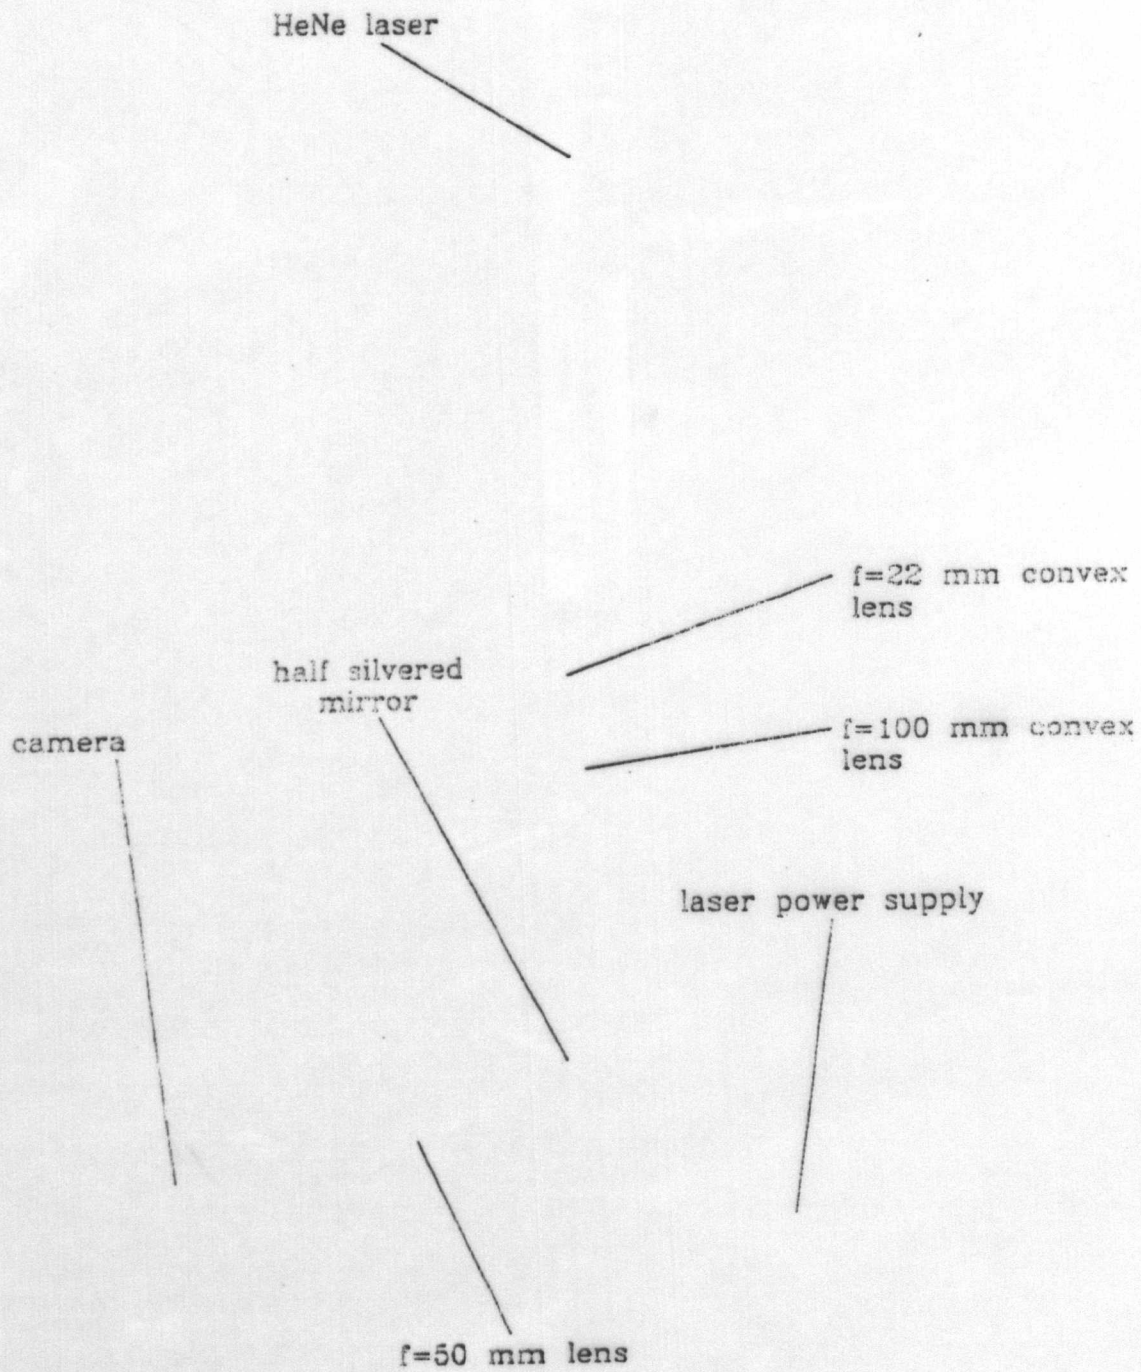 HeNe laser
f=22 mm convex
lens
half silvered
mirror
f=100 mm convex
lens
camera
laser power supply
f=50 mm lens